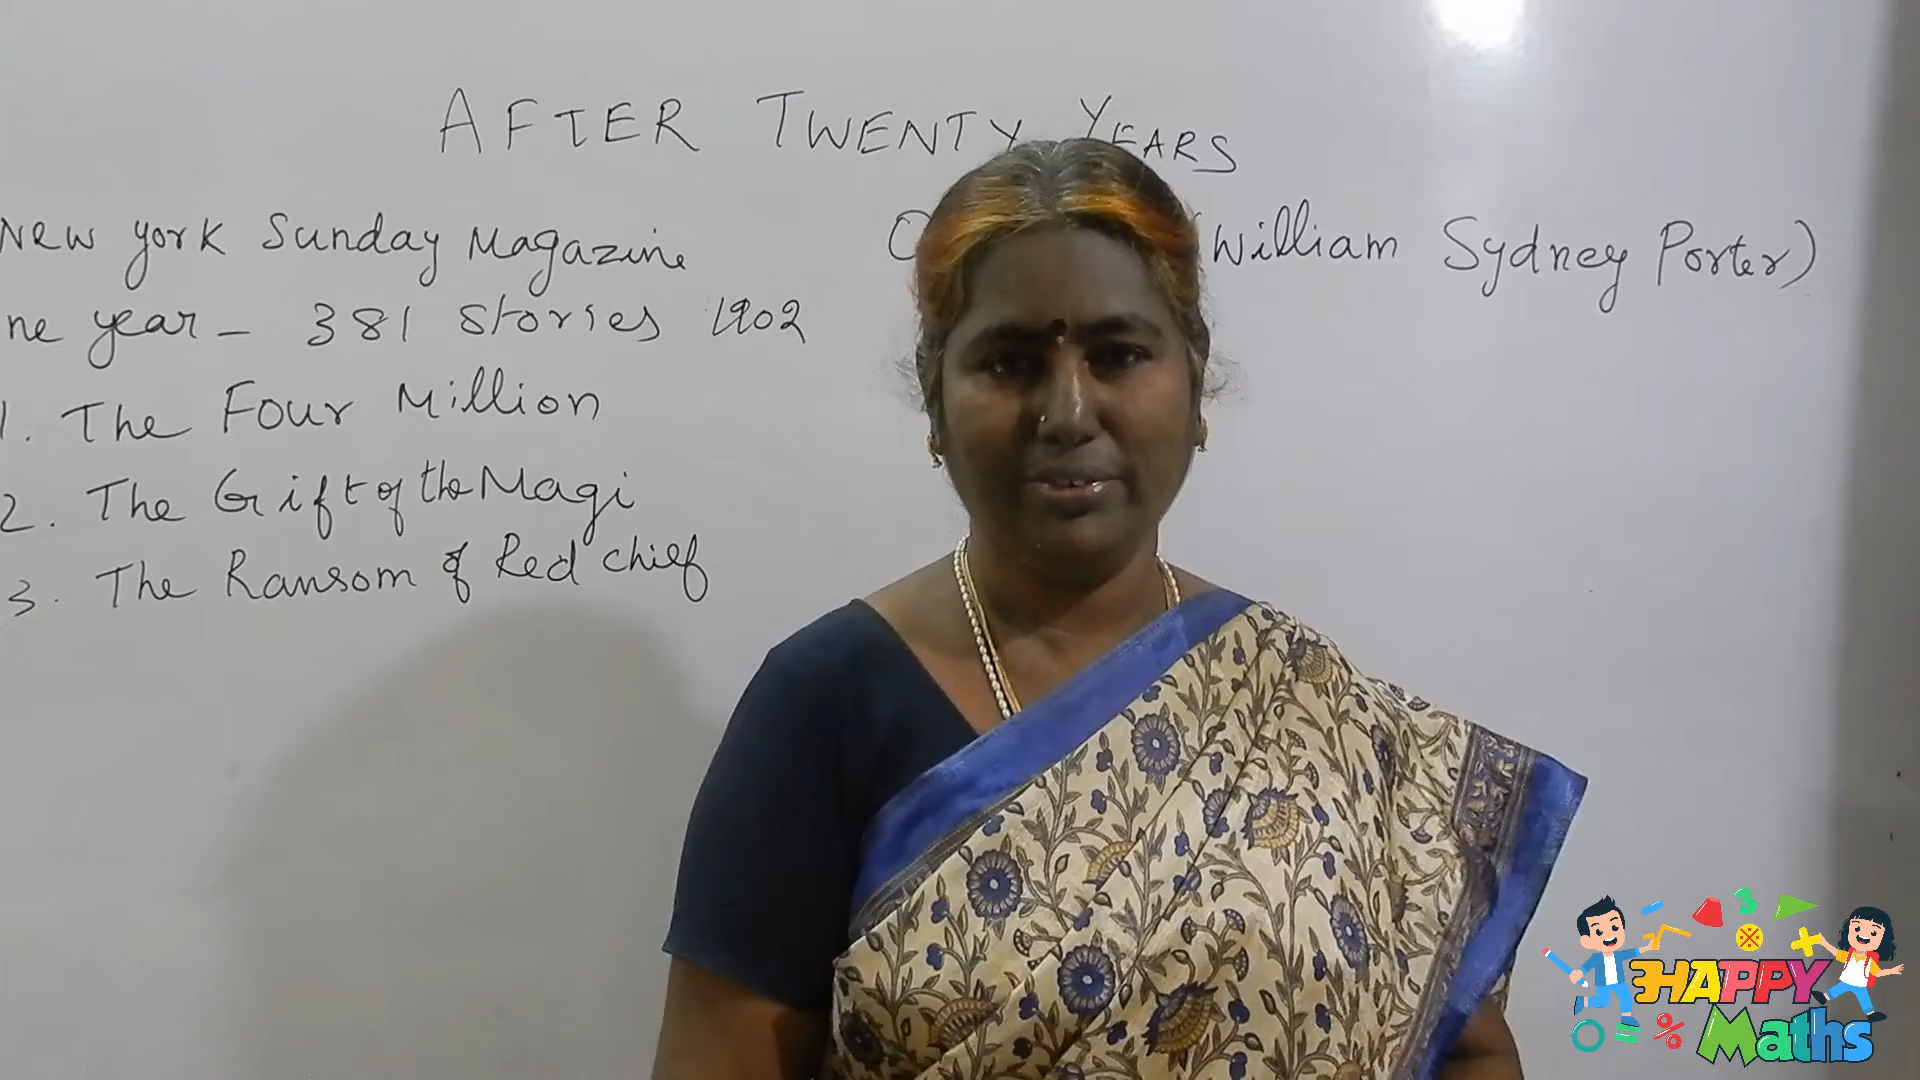 AFTER TWENTY YEARS
New york Sunday Magazine
(William Sydney Porter)
ne year - 381 stories 1902
1. The Four Million
2. The Gift of the Magi
3. The Ransom of Red chief
HAPPY
Maths